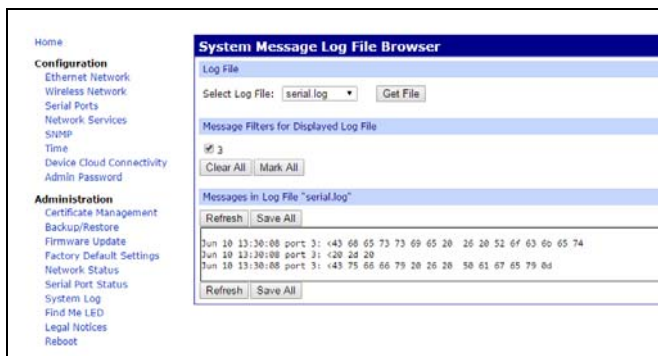 Home
Configuration
Ethernet Network
Wireless Network
Serial Ports
Network Services
SNMP
Time
Device Cloud Connectivity
Admin Password
Administration
Certificate Management
Backup/Restore
Firmware Update
Factory Default Settings
Network Status
Serial Port Status
System Log
Find Me LED
Legal Notices
Reboot
System Message Log File Browser
Log File
Select Log File: serial.log Get File
Message Filters for Displayed Log File
3
Clear All Mark All
Messages in Log File "serial.log"
Refresh Save All
Jun 10 13:30:08 port 3: <43 68 65 73 73 69 65 20 26 20 52 6f 63 6b 65 74
Jun 10 13:30:08 port 3: <20 2d 20
Jun 10 13:30:08 port 3: <43 75 66 66 79 20 26 20 50 61 67 65 79 0d
Refresh Save All